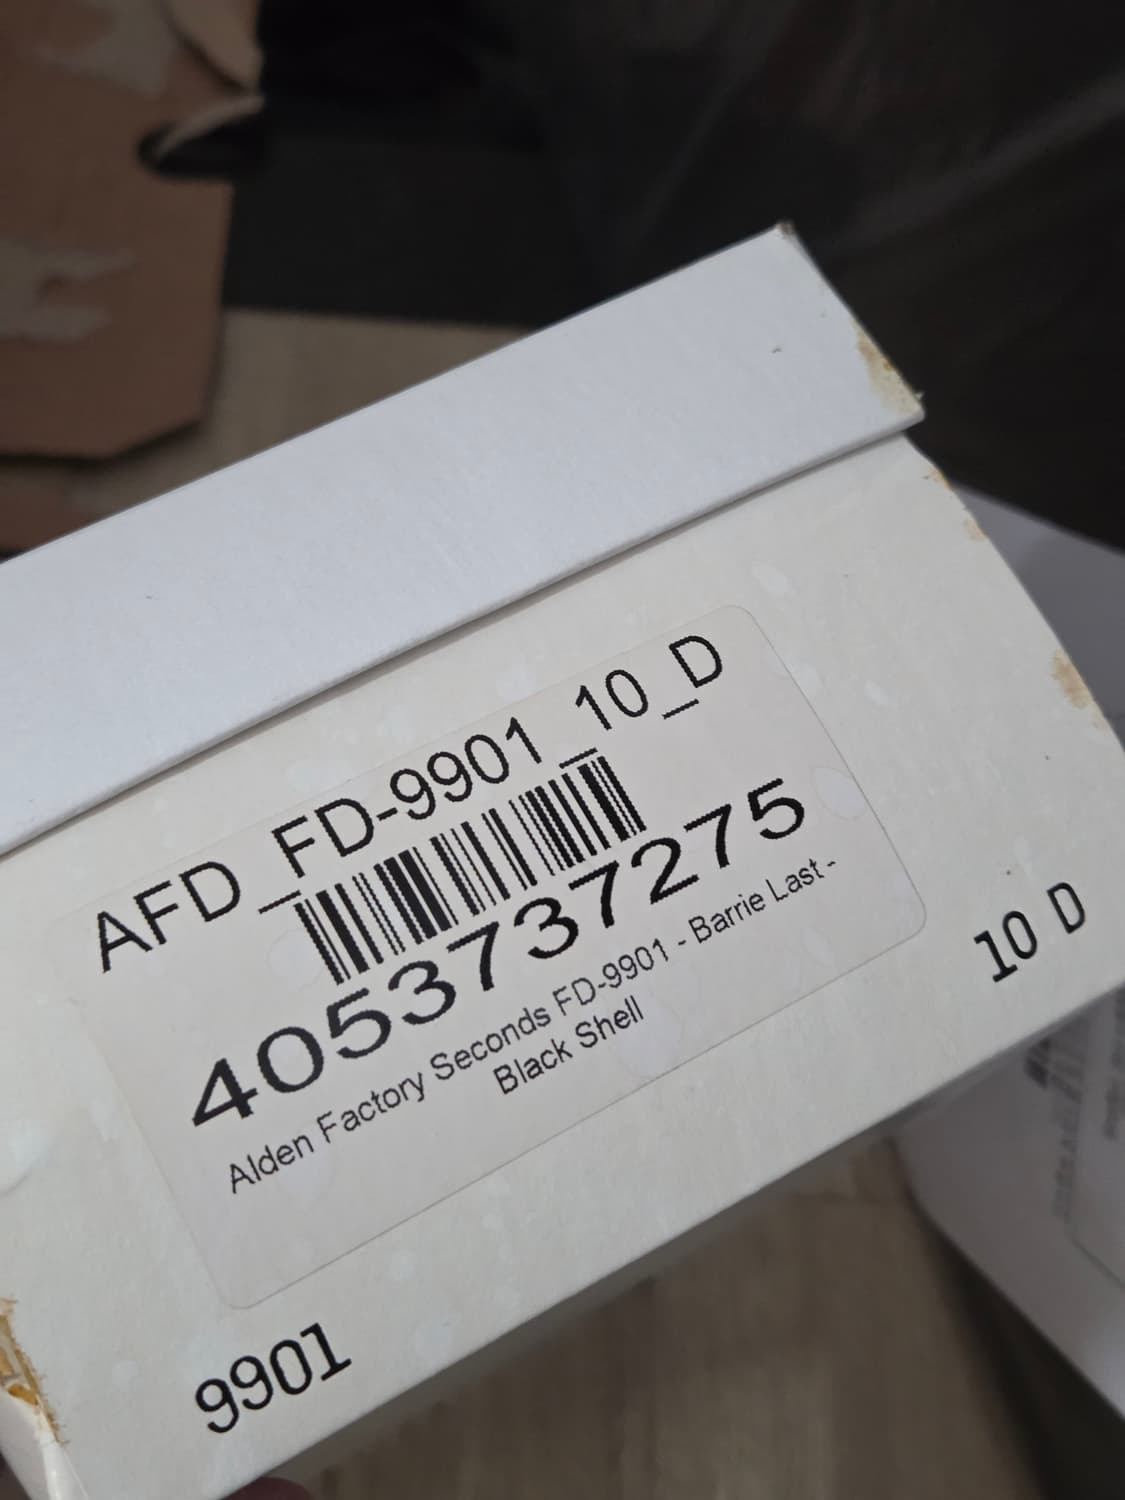 AFD_FD-9901_10_D
4053737275
Alden Factory Seconds FD-9901 - Barrie Last -
Black Shell
10 D
9901